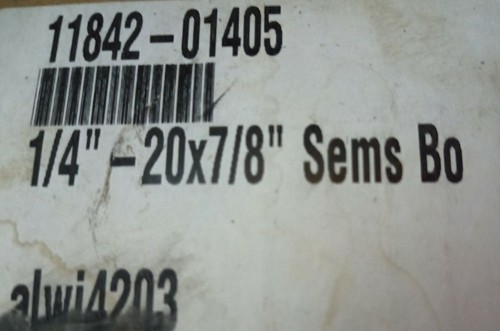 11842-01405
1/4" - 20x7/8" Sems Bo
alwi4203